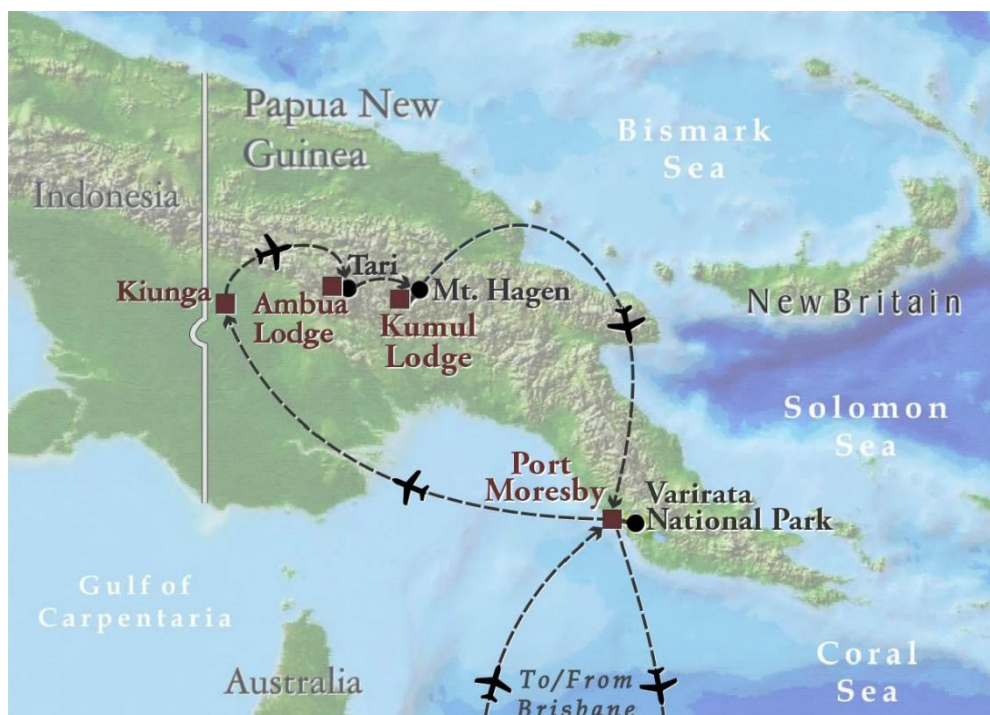 Papua New
Guinea
Bismark
Sea
Indonesia
Tari
Kiunga
Ambua
Lodge
Mt. Hagen
Kumul
Lodge
New Britain
Solomon
Sea
Port
Moresby
Varirata
National Park
Gulf of
Carpentaria
Australia
To/From
Brisbane
Coral
Sea